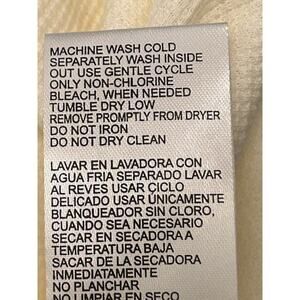 MACHINE WASH COLD
SEPARATELY WASH INSIDE
OUT USE GENTLE CYCLE
ONLY NON-CHLORINE
BLEACH, WHEN NEEDED
TUMBLE DRY LOW
REMOVE PROMPTLY FROM DRYER
DO NOT IRON
DO NOT DRY CLEAN
LAVAR EN LAVADORA CON
AGUA FRIA SEPARADO LAVAR
AL REVES USAR CICLO
DELICADO USAR ÚNICAMENTE
BLANQUEADOR SIN CLORO,
CUANDO SEA NECESARIO
SECAR EN SECADORA A
TEMPERATURA BAJA
SACAR DE LA SECADORA
INMEDIATAMENTE
NO PLANCHAR
NO LIMPIAR EN SECO